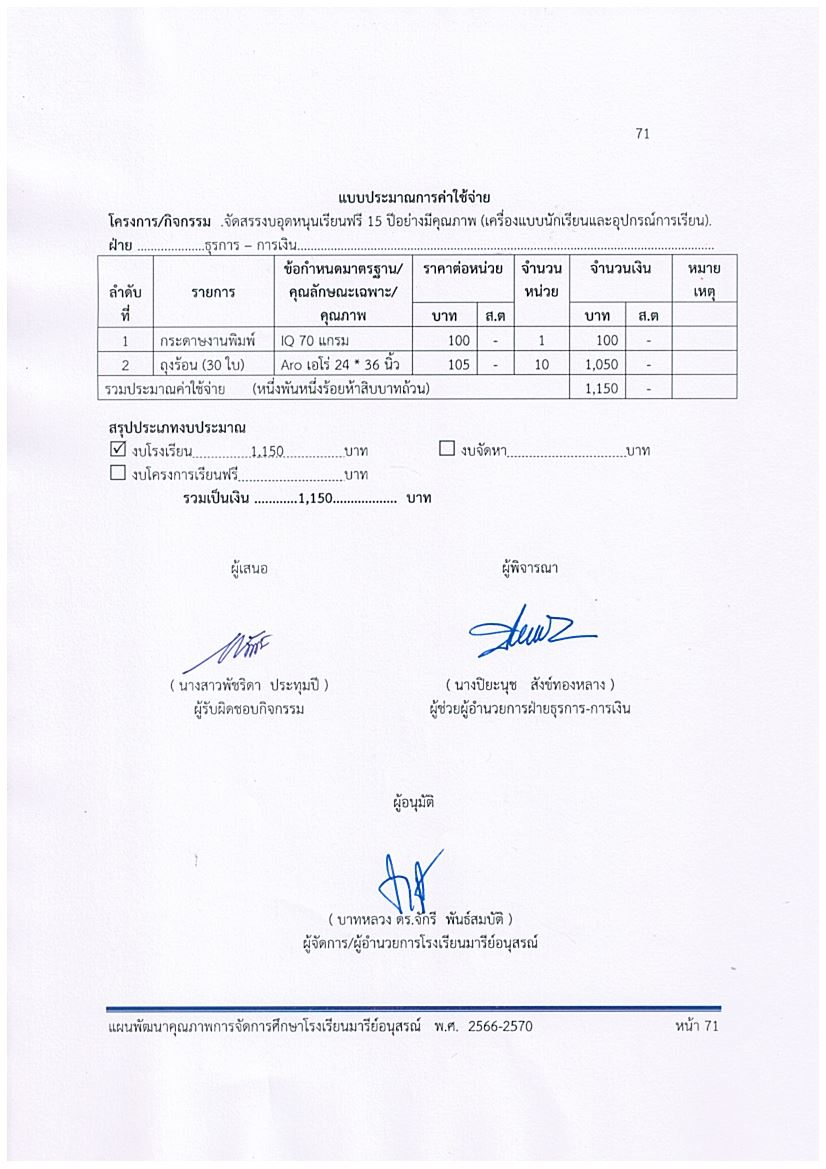 71
แบบประมาณการค่าใช้จ่าย
โครงการ/กิจกรรม .จัดสรรงบอุดหนุนเรียนฟรี 15 ปีอย่างมีคุณภาพ (เครื่องแบบนักเรียนและอุปกรณ์การเรียน).
ฝ่าย ....................ธุรการ – การเงิน....................................................................................................................
ลำดับที่ รายการ ข้อกำหนดมาตรฐาน/คุณลักษณะเฉพาะ/คุณภาพ ราคาต่อหน่วย จำนวนหน่วย จำนวนเงิน หมายเหตุ
บาท ส.ต บาท ส.ต
1 กระดาษงานพิมพ์ IQ 70 แกรม 100 - 1 100 -
2 ถุงร้อน (30 ใบ) Aro เอโร่ 24 * 36 นิ้ว 105 - 10 1,050 -
รวมประมาณค่าใช้จ่าย (หนึ่งพันหนึ่งร้อยห้าสิบบาทถ้วน) 1,150 -
สรุปประเภทงบประมาณ
☑ งบโรงเรียน...............1,150...............บาท ☐ งบจัดหา..............................บาท
☐ งบโครงการเรียนฟรี..........................บาท
รวมเป็นเงิน ............1,150.................. บาท
ผู้เสนอ ผู้พิจารณา
( นางสาวพัชริดา ประทุมปี ) ( นางปิยะนุช สังข์ทองหลาง )
ผู้รับผิดชอบกิจกรรม ผู้ช่วยผู้อำนวยการฝ่ายธุรการ-การเงิน
ผู้อนุมัติ
( บาทหลวง ดร.จักรี พันธ์สมบัติ )
ผู้จัดการ/ผู้อำนวยการโรงเรียนมารีย์อนุสรณ์
แผนพัฒนาคุณภาพการจัดการศึกษาโรงเรียนมารีย์อนุสรณ์ พ.ศ. 2566-2570 หน้า 71